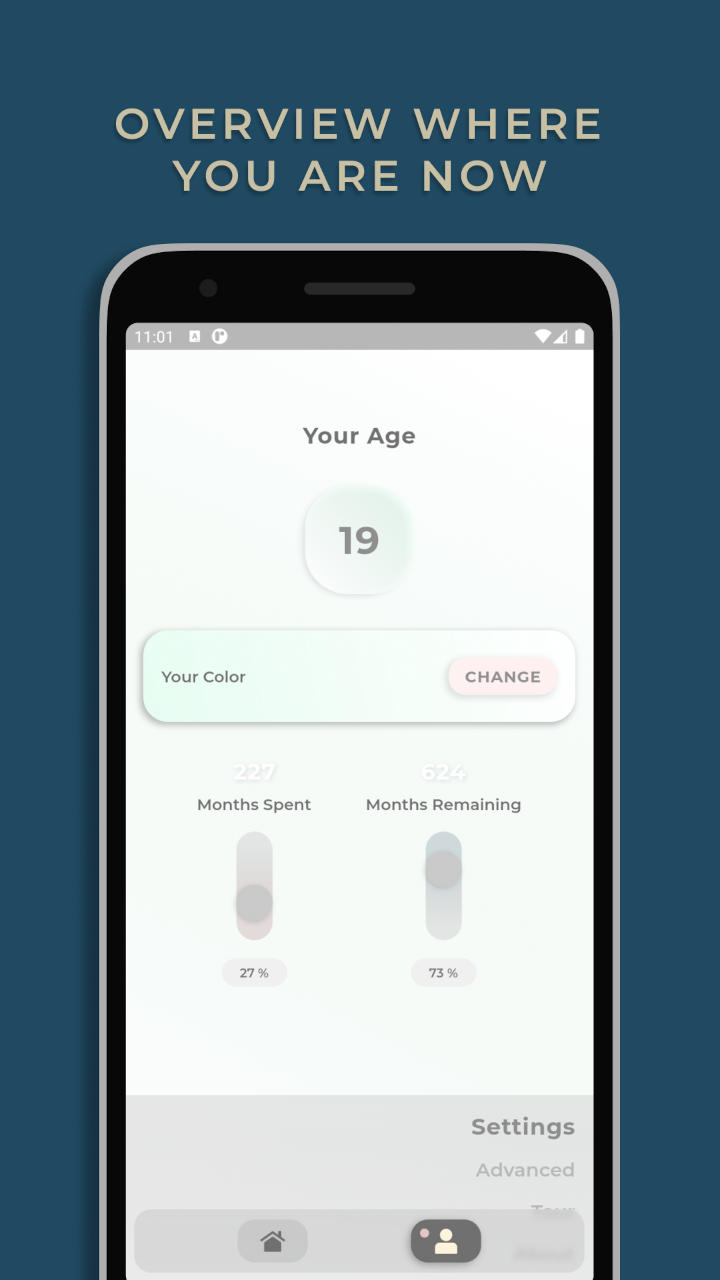 OVERVIEW WHERE
YOU ARE NOW
11:01
Your Age
19
Your Color CHANGE
227 624
Months Spent Months Remaining
27 % 73 %
Settings
Advanced
Tour
About